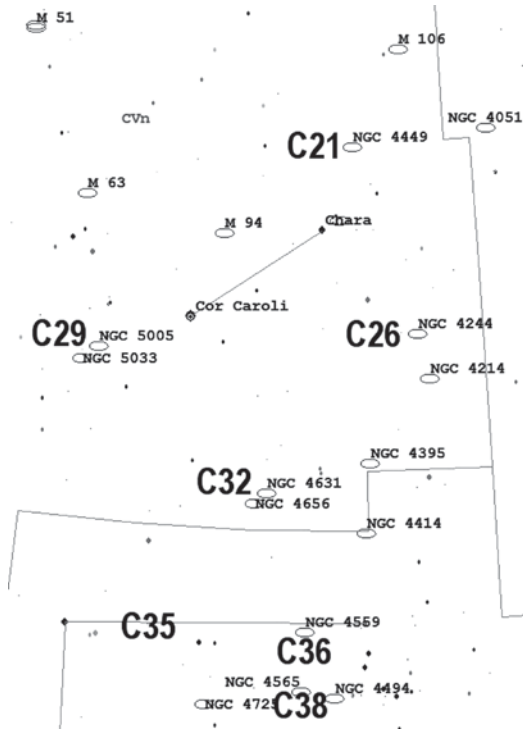 M 51
M 106
CVn
NGC 4051
C21
NGC 4449
M 63
M 94
Chara
Cor Caroli
C29
NGC 5005
NGC 5033
C26
NGC 4244
NGC 4214
NGC 4395
C32
NGC 4631
NGC 4656
NGC 4414
C35
NGC 4559
C36
NGC 4565
NGC 4494
C38
NGC 4725